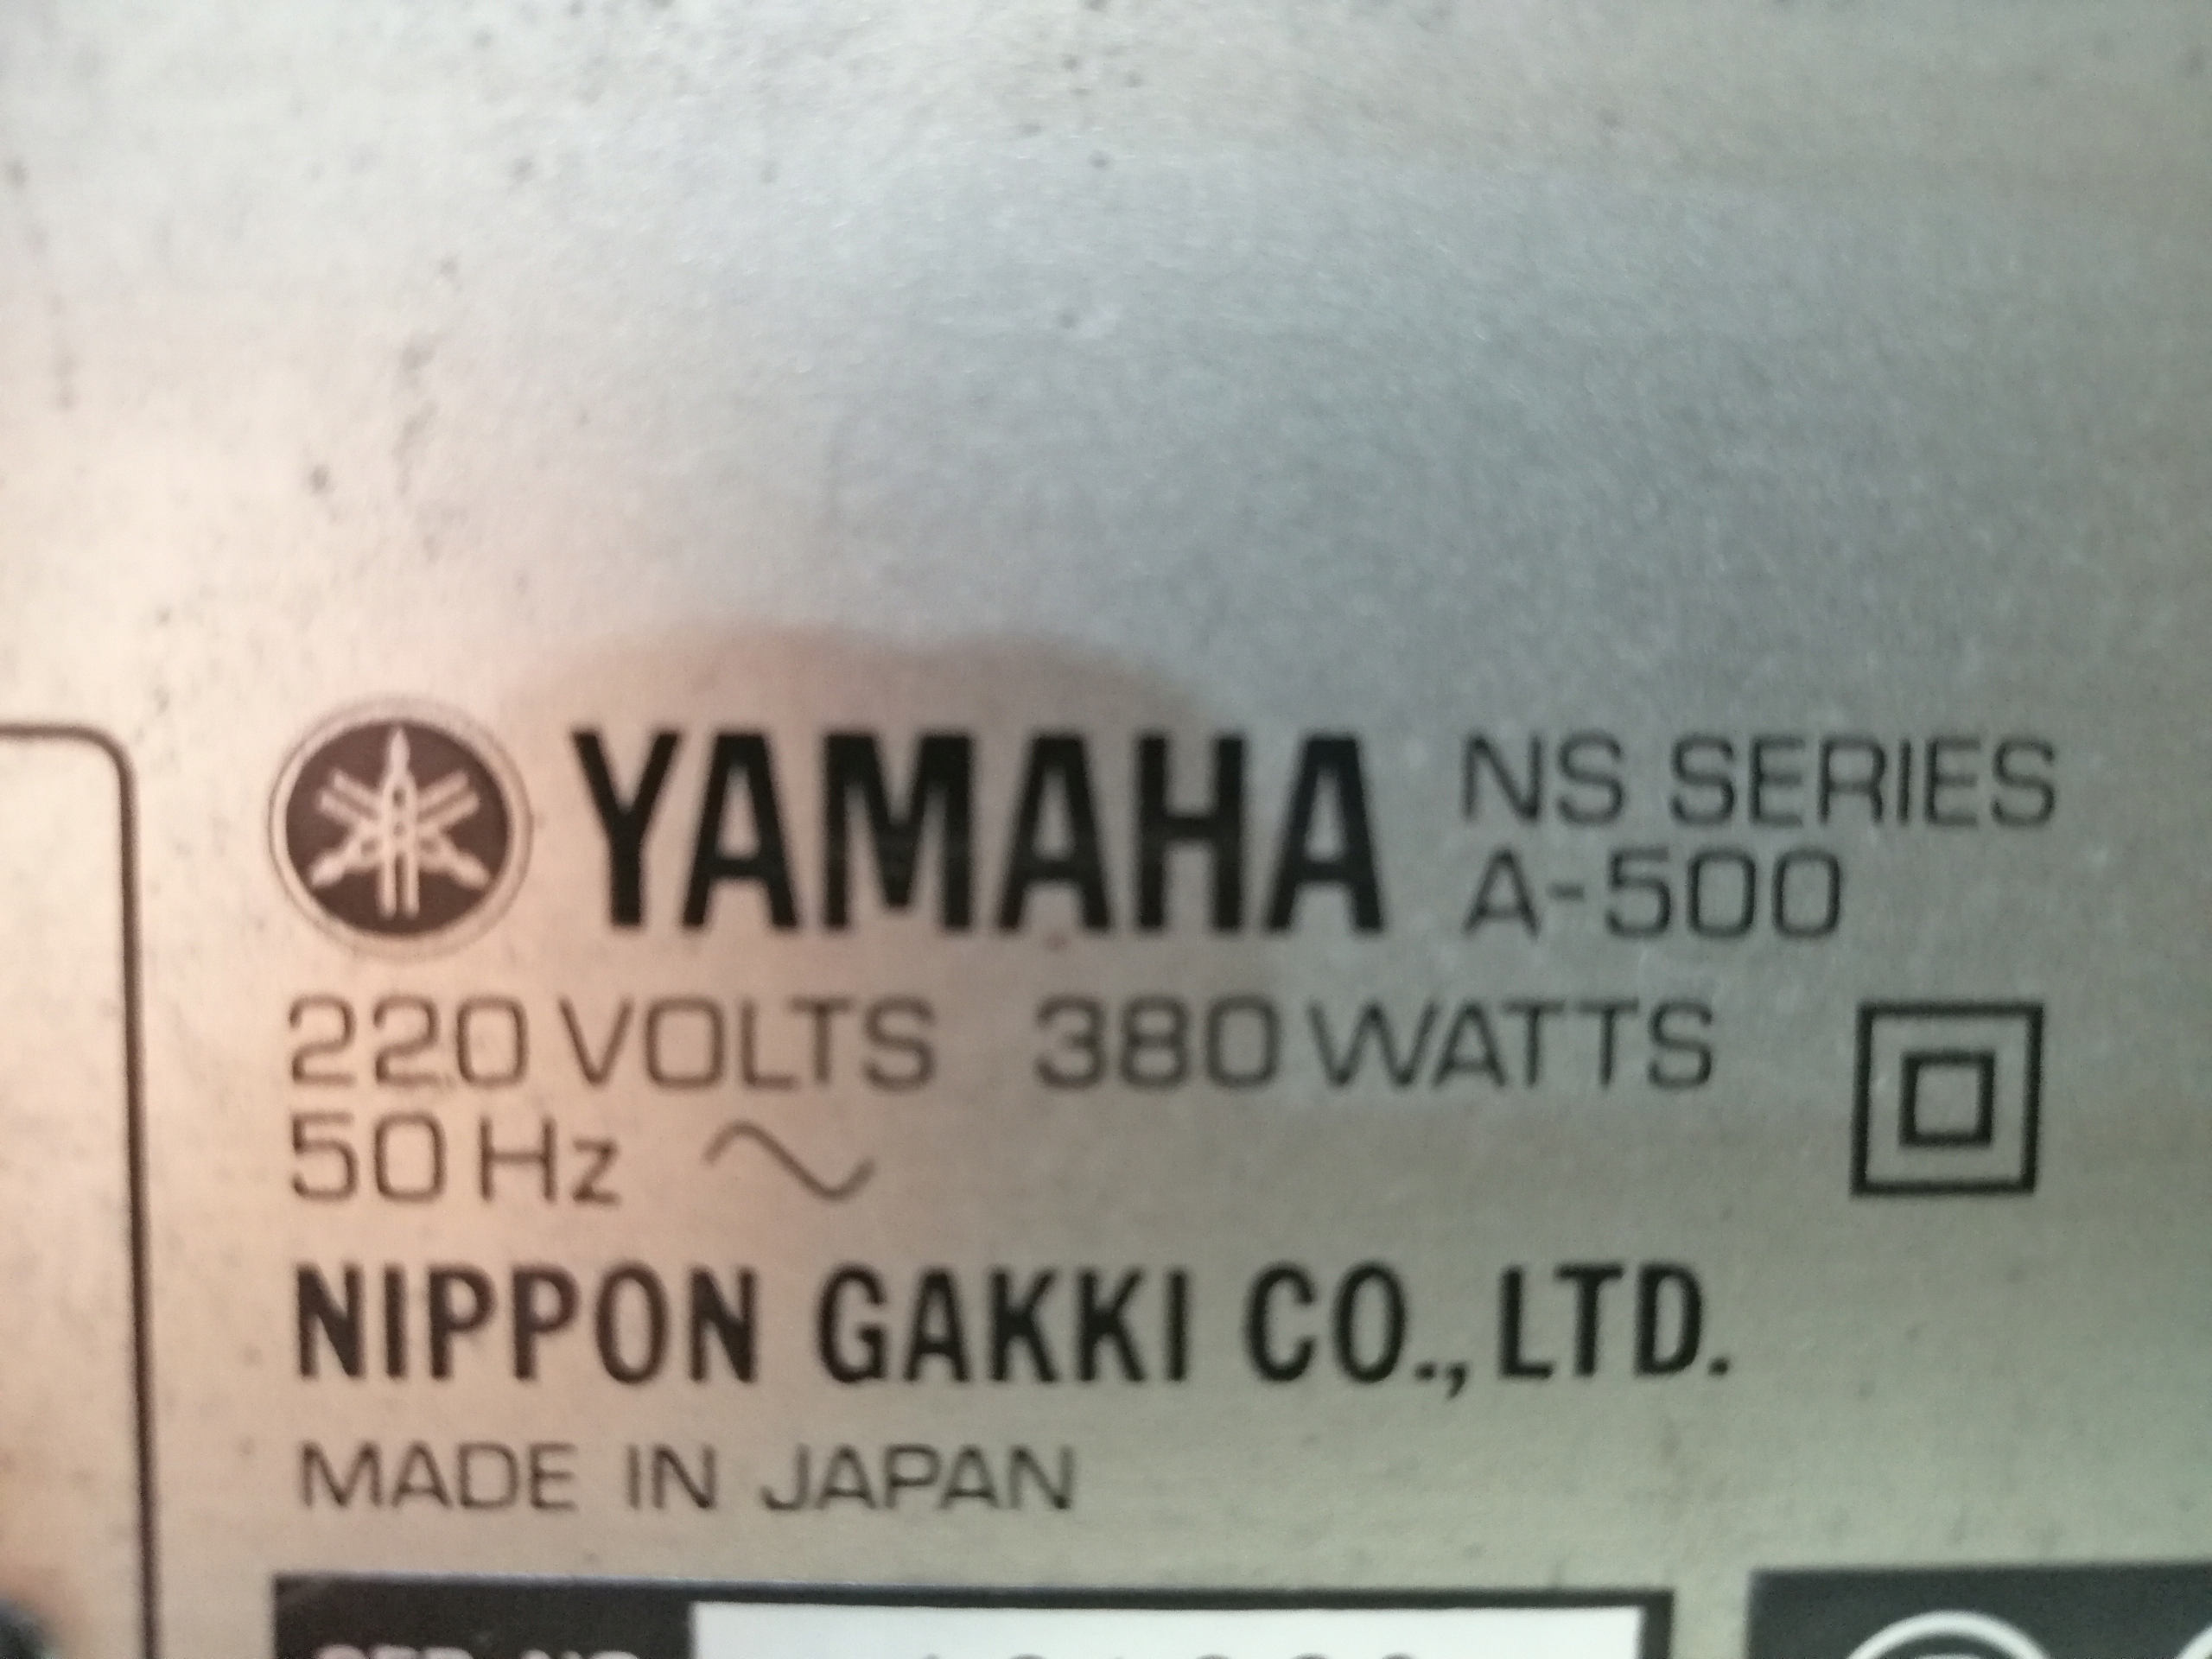 YAMAHA NS SERIES
A-500
220 VOLTS 380 WATTS
50 Hz ~
NIPPON GAKKI CO., LTD.
MADE IN JAPAN